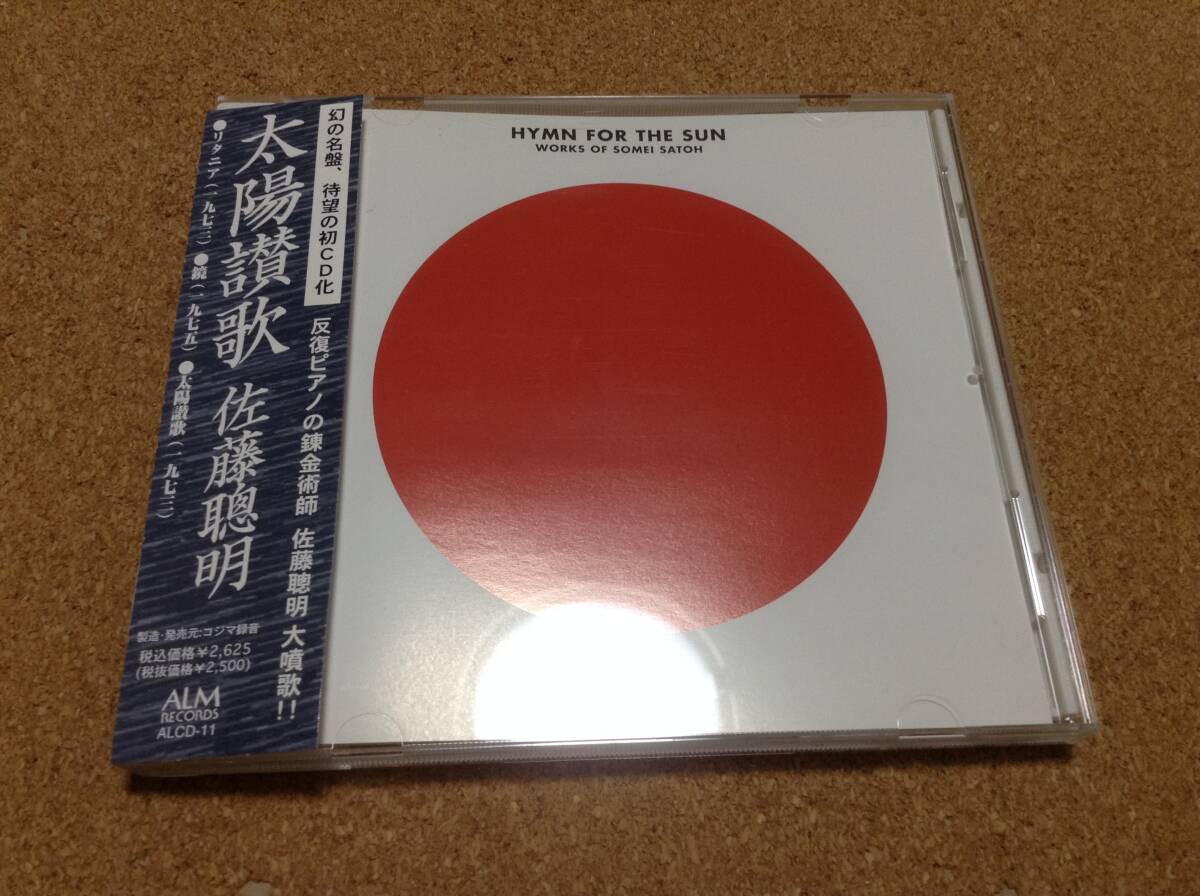 幻の名盤、待望の初CD化
反復ピアノの錬金術師 佐藤聰明 大噴歌!!
太陽讃歌 佐藤聰明
●リタニア(一九七三)●鏡(一九七五)●太陽讃歌(一九七三)
製造・発売元:コジマ録音
税込価格¥2,625
(税抜価格¥2,500)
ALM
RECORDS
ALCD-11
HYMN FOR THE SUN
WORKS OF SOMEI SATOH